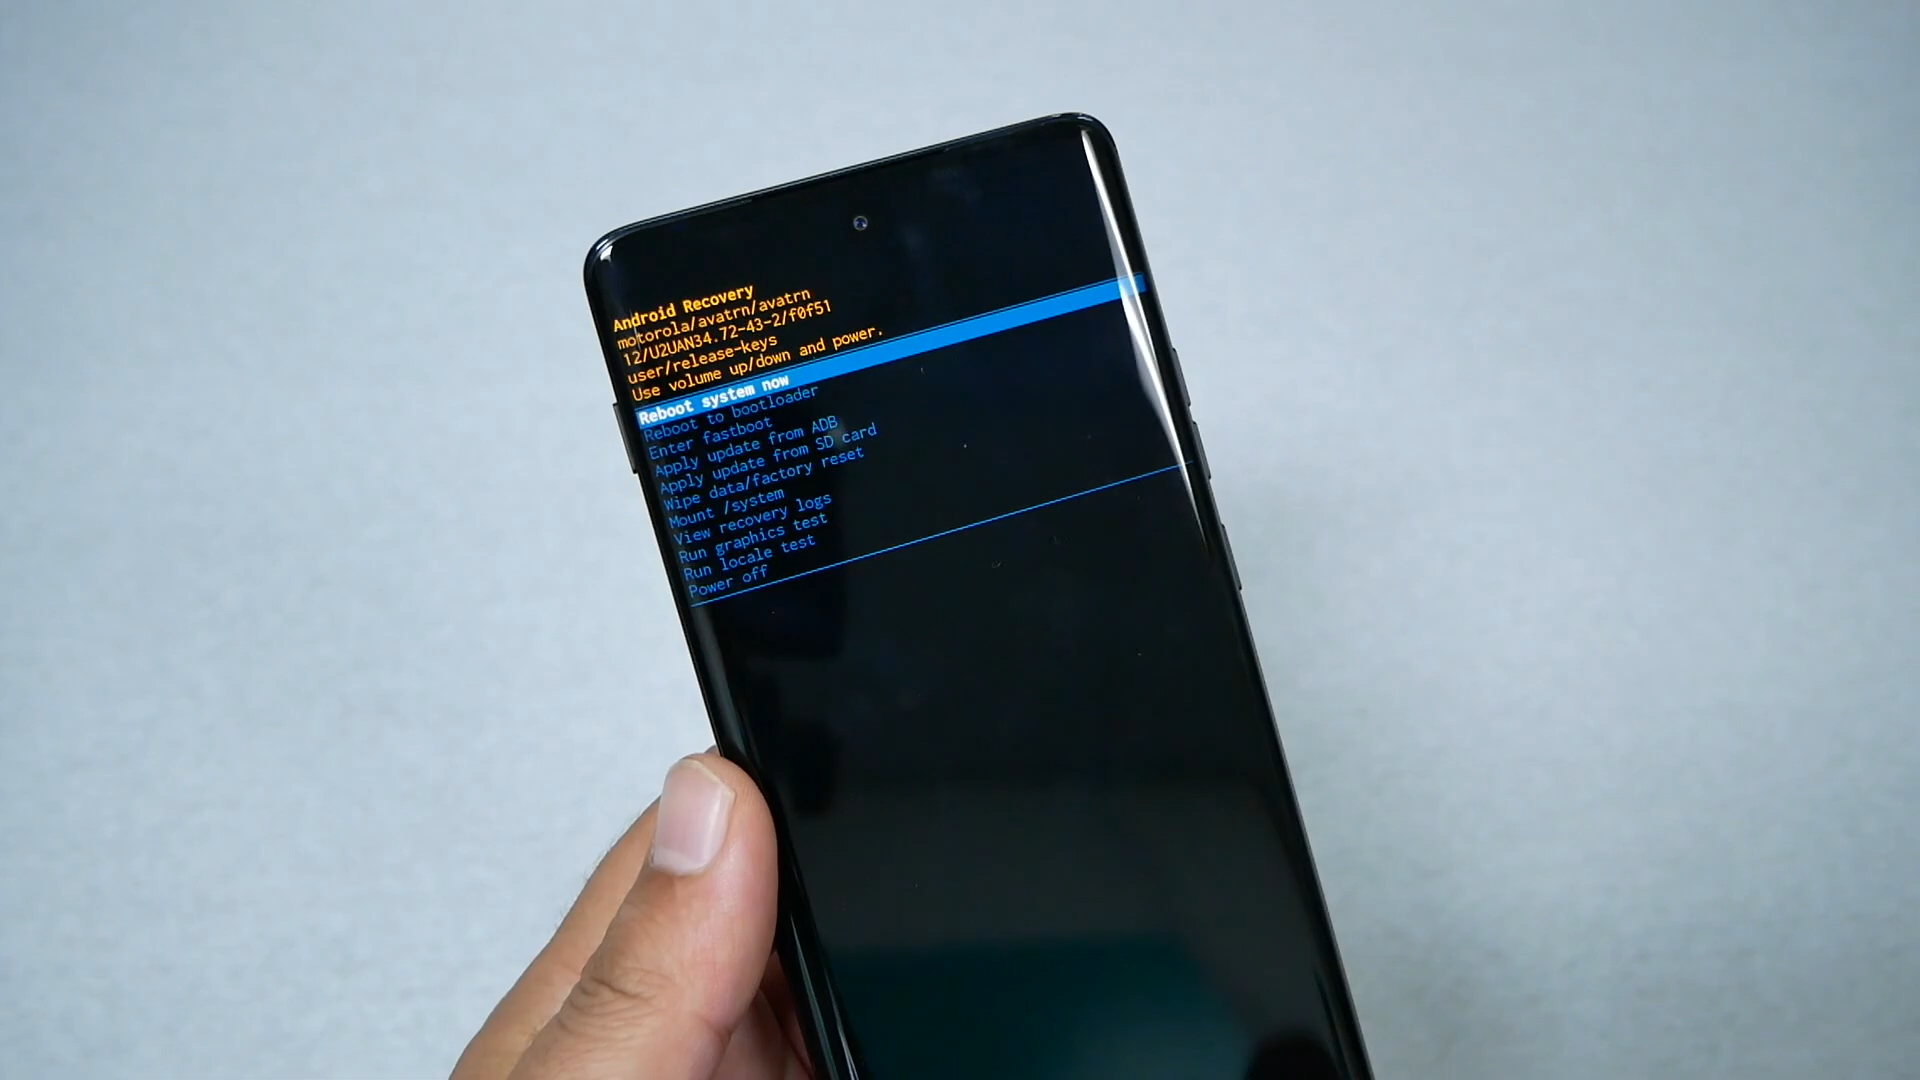 Android Recovery
motorola/avatrn/avatrn
12/U2UAN34.72-43-2/f0f51
user/release-keys
Use volume up/down and power.
Reboot system now
Reboot to bootloader
Enter fastboot
Apply update from ADB
Apply update from SD card
Wipe data/factory reset
Mount /system
View recovery logs
Run graphics test
Run locale test
Power off